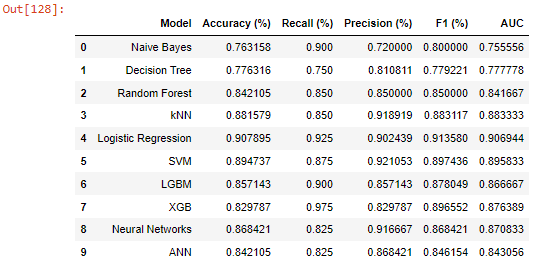 Out[128]:
Model Accuracy (%) Recall (%) Precision (%) F1 (%) AUC
0 Naive Bayes 0.763158 0.900 0.720000 0.800000 0.755556
1 Decision Tree 0.776316 0.750 0.810811 0.779221 0.777778
2 Random Forest 0.842105 0.850 0.850000 0.850000 0.841667
3 kNN 0.881579 0.850 0.918919 0.883117 0.883333
4 Logistic Regression 0.907895 0.925 0.902439 0.913580 0.906944
5 SVM 0.894737 0.875 0.921053 0.897436 0.895833
6 LGBM 0.857143 0.900 0.857143 0.878049 0.866667
7 XGB 0.829787 0.975 0.829787 0.896552 0.876389
8 Neural Networks 0.868421 0.825 0.916667 0.868421 0.870833
9 ANN 0.842105 0.825 0.868421 0.846154 0.843056